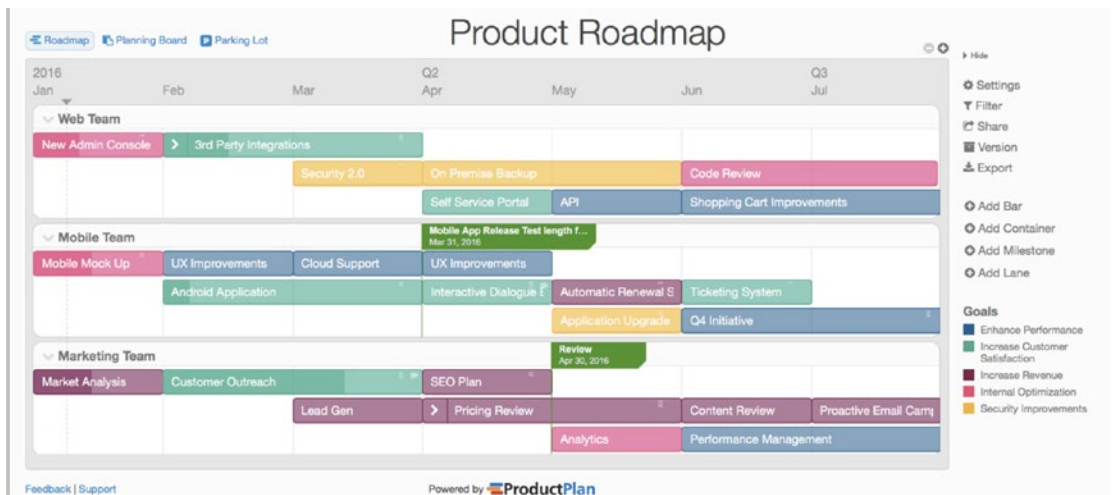 Product Roadmap
Roadmap Planning Board Parking Lot
Hide
2016 Q2 Q3
Jan Feb Mar Apr May Jun Jul
Web Team
New Admin Console 3rd Party Integrations
Security 2.0 On Premise Backup Code Review
Self Service Portal API Shopping Cart Improvements
Mobile App Release Test length f...
Mar 31, 2016
Mobile Team
Mobile Mock Up UX Improvements Cloud Support UX Improvements
Android Application Interactive Dialogue Automatic Renewal S Ticketing System
Application Upgrade Q4 Initiative
Review
Apr 30, 2016
Marketing Team
Market Analysis Customer Outreach SEO Plan
Lead Gen Pricing Review Content Review Proactive Email Camp
Analytics Performance Management
Settings
Filter
Share
Version
Export
Add Bar
Add Container
Add Milestone
Add Lane
Goals
Enhance Performance
Increase Customer
Satisfaction
Increase Revenue
Internal Optimization
Security Improvements
Feedback | Support
Powered by ProductPlan